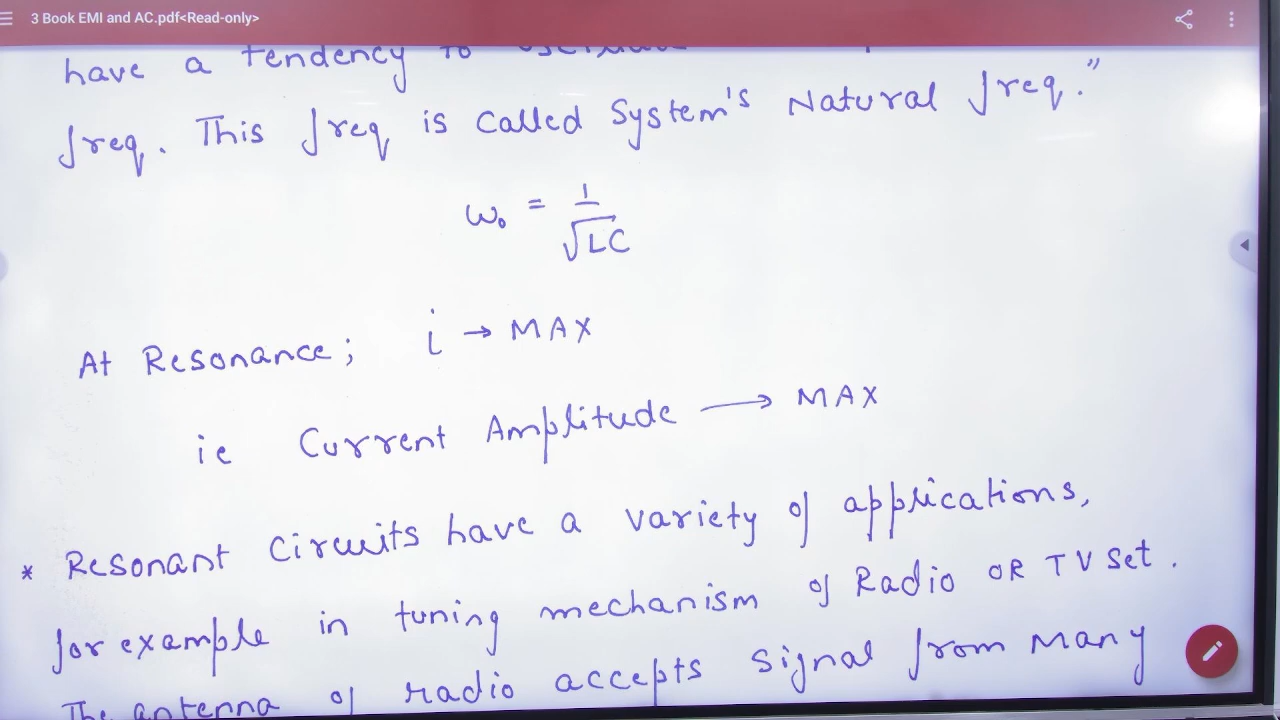 3 Book EMI and AC.pdf<Read-only>
have a tendency to
freq. This freq is called System's Natural freq."
ω₀ = 1/√LC
At Resonance; i → MAX
ie Current Amplitude → MAX
* Resonant Circuits have a variety of applications,
for example in tuning mechanism of Radio OR TV set.
The antenna of radio accepts signal from many